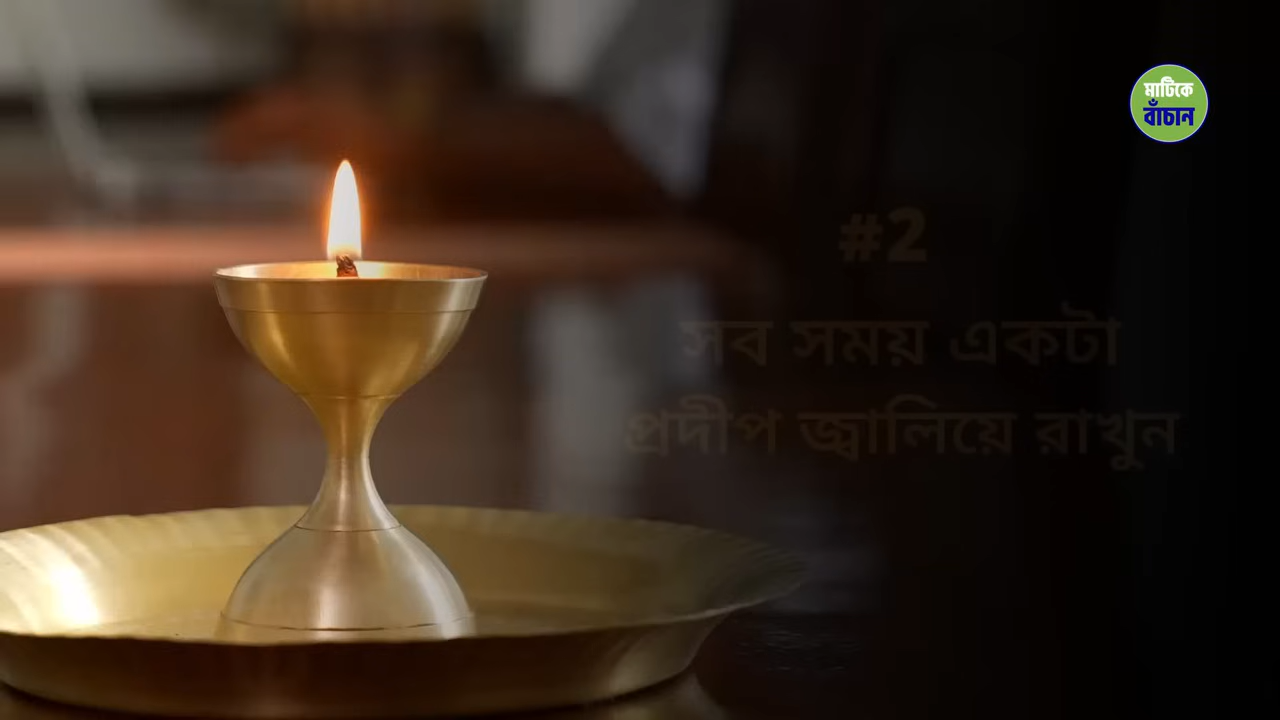 মাটিকে
বাঁচান
#2
সব সময় একটা
প্রদীপ জ্বালিয়ে রাখুন